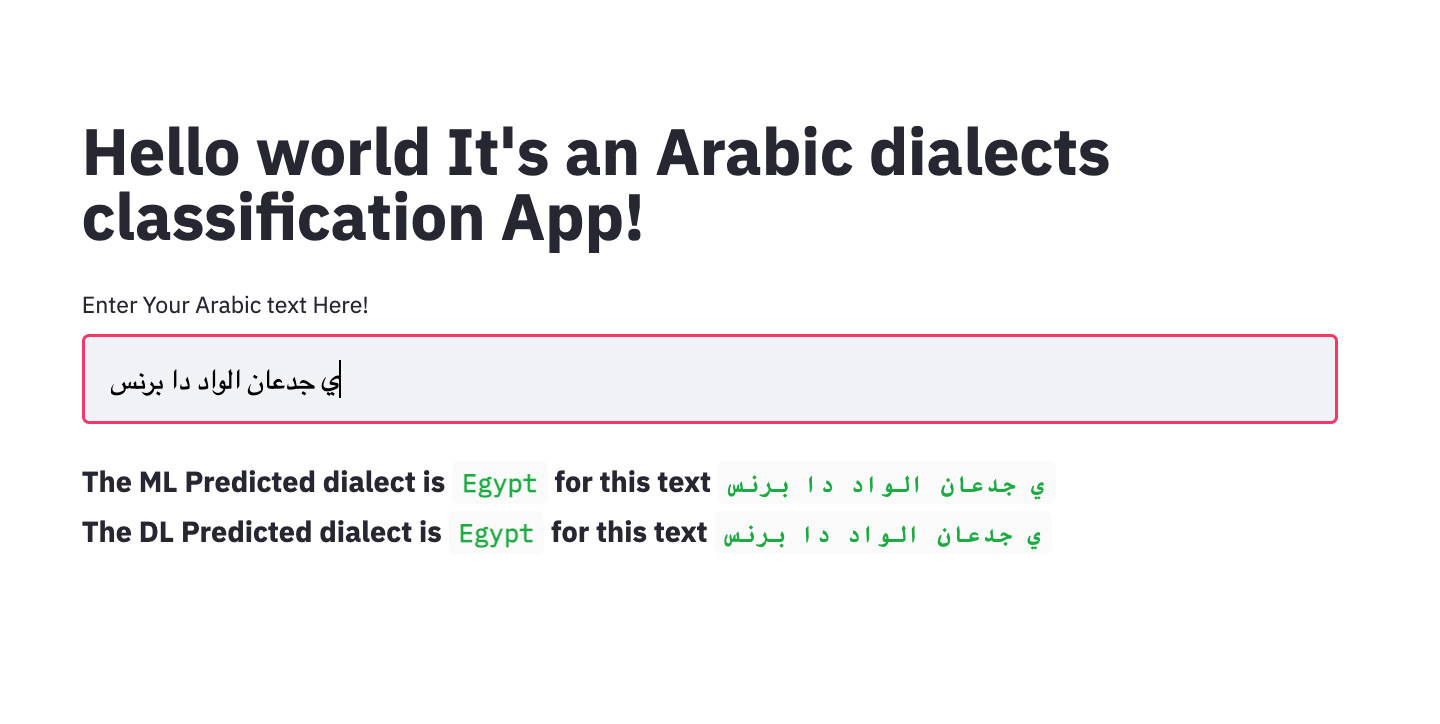 Hello world It's an Arabic dialects
classification App!
Enter Your Arabic text Here!
ي جدعان الواد دا برنس
The ML Predicted dialect is Egypt for this text ي جدعان الواد دا برنس
The DL Predicted dialect is Egypt for this text ي جدعان الواد دا برنس